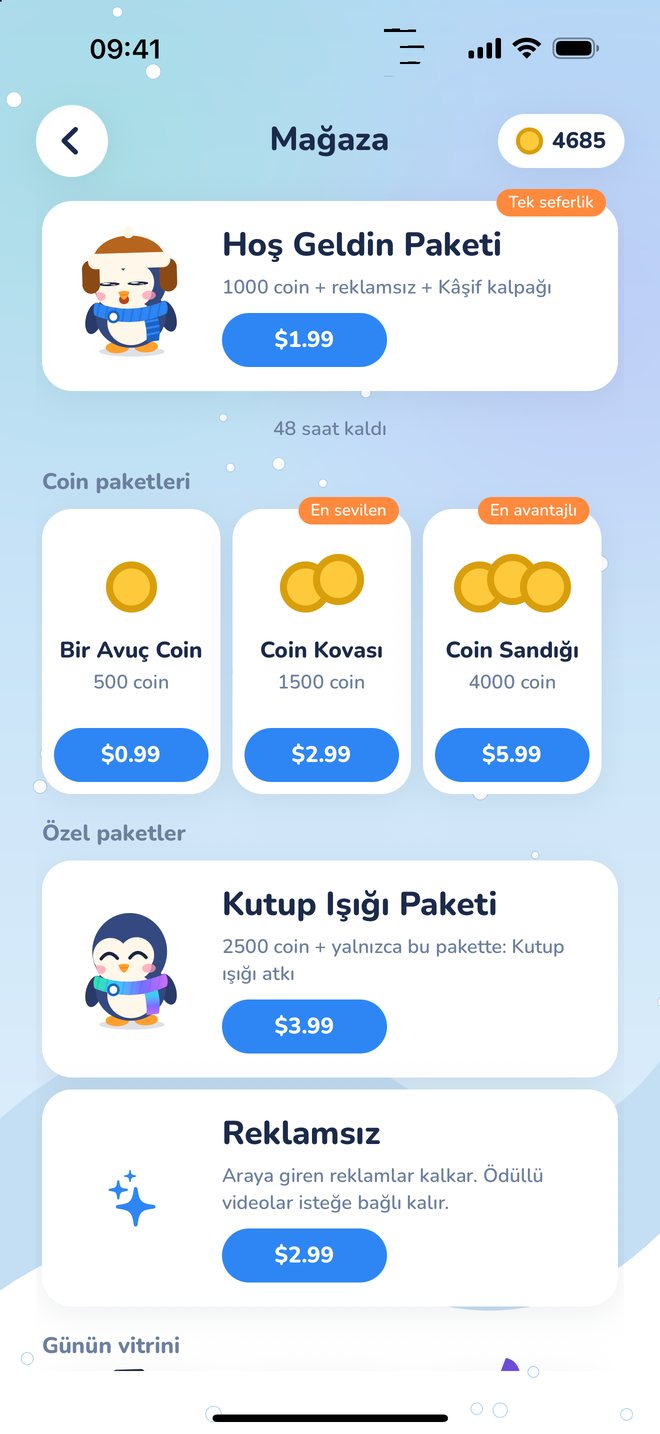 09:41
Mağaza
4685
Tek seferlik
Hoş Geldin Paketi
1000 coin + reklamsız + Kâşif kalpağı
$1.99
48 saat kaldı
Coin paketleri
En sevilen
En avantajlı
Bir Avuç Coin
500 coin
$0.99
Coin Kovası
1500 coin
$2.99
Coin Sandığı
4000 coin
$5.99
Özel paketler
Kutup Işığı Paketi
2500 coin + yalnızca bu pakette: Kutup
ışığı atkı
$3.99
Reklamsız
Araya giren reklamlar kalkar. Ödüllü
videolar isteğe bağlı kalır.
$2.99
Günün vitrini